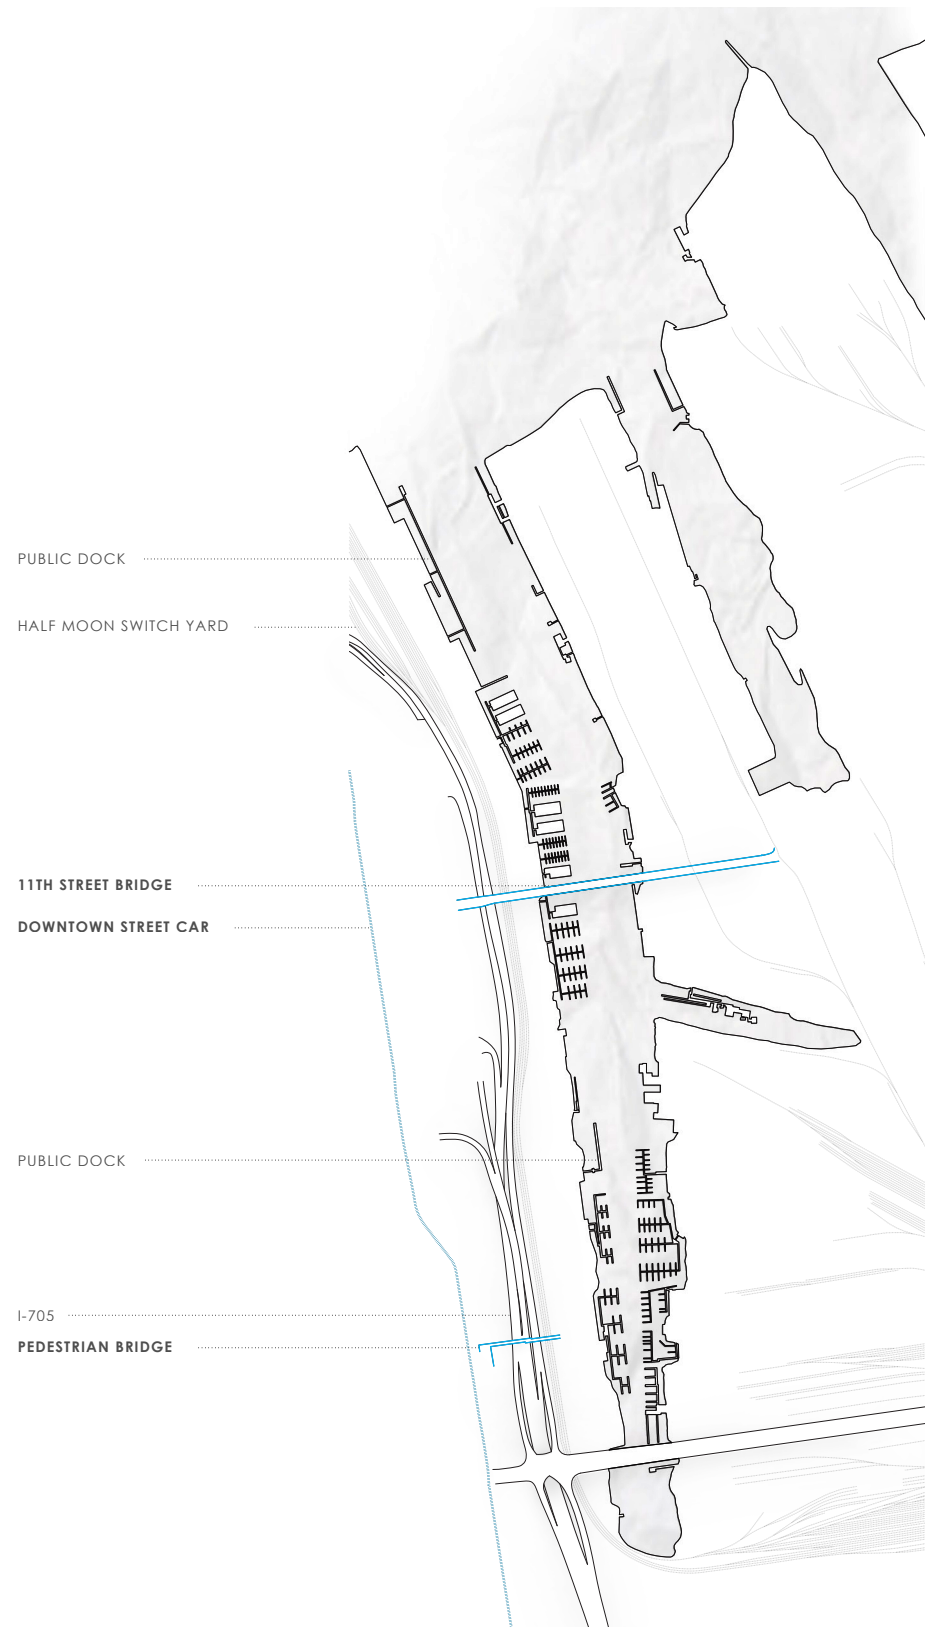 PUBLIC DOCK
HALF MOON SWITCH YARD
11TH STREET BRIDGE
DOWNTOWN STREET CAR
PUBLIC DOCK
I-705
PEDESTRIAN BRIDGE